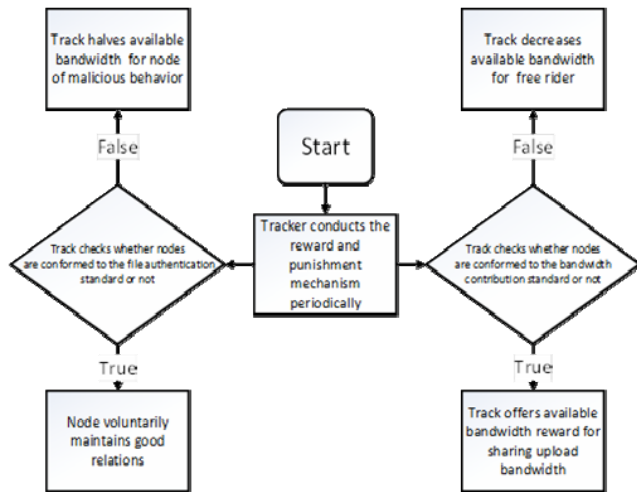 Track halves available
bandwidth for node
of malicious behavior
False
Track checks whether nodes
are conformed to the file authentication
standard or not
True
Node voluntarily
maintains good
relations
Start
Tracker conducts the
reward and
punishment
mechanism
periodically
Track decreases
available bandwidth
for free rider
False
Track checks whether nodes
are conformed to the bandwidth
contribution standard or not
True
Track offers available
bandwidth reward for
sharing upload
bandwidth